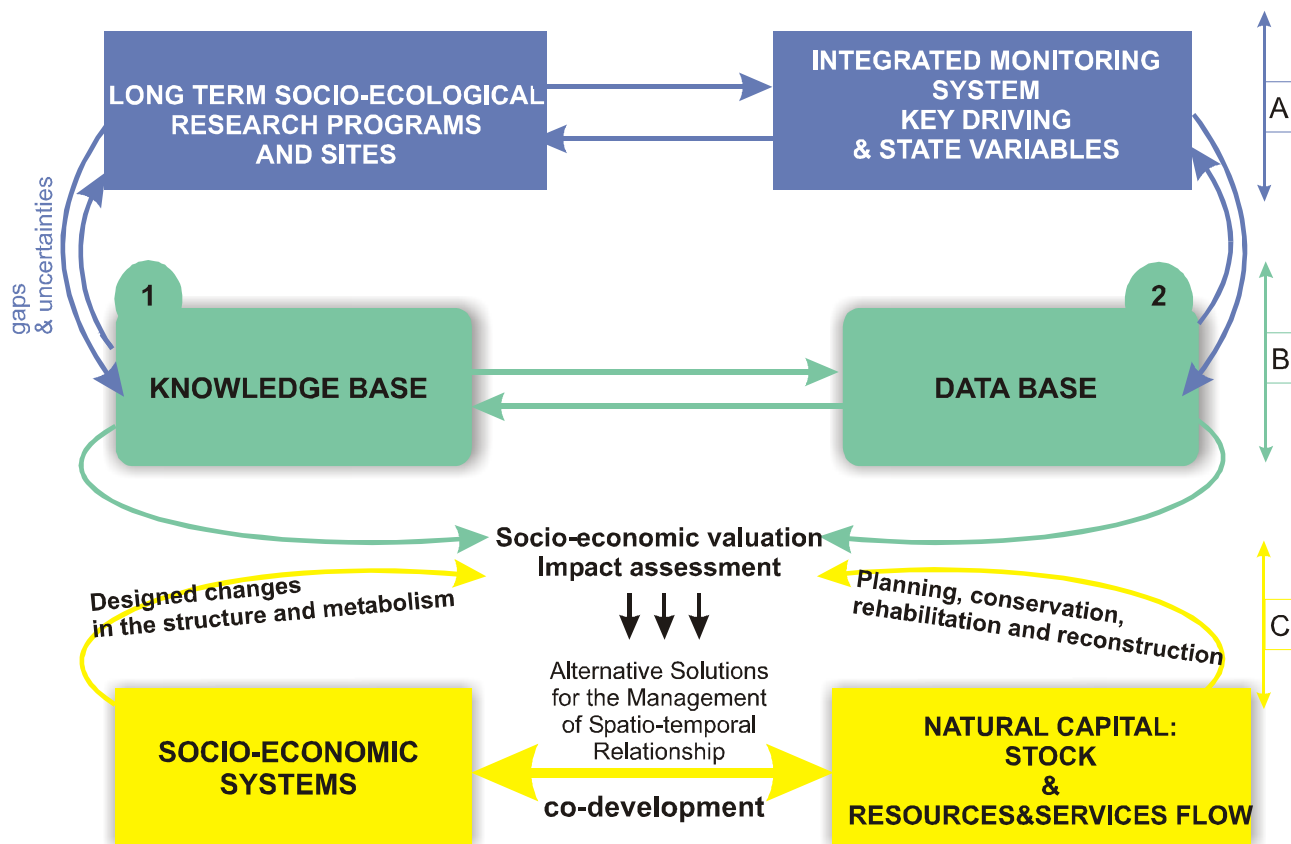 LONG TERM SOCIO-ECOLOGICAL
RESEARCH PROGRAMS
AND SITES
INTEGRATED MONITORING
SYSTEM
KEY DRIVING
& STATE VARIABLES
A
gaps
& uncertainties
1
KNOWLEDGE BASE
2
DATA BASE
B
Socio-economic valuation
Impact assessment
Designed changes
in the structure and metabolism
Planning, conservation,
rehabilitation and reconstruction
C
Alternative Solutions
for the Management
of Spatio-temporal
Relationship
SOCIO-ECONOMIC
SYSTEMS
co-development
NATURAL CAPITAL:
STOCK
&
RESOURCES&SERVICES FLOW